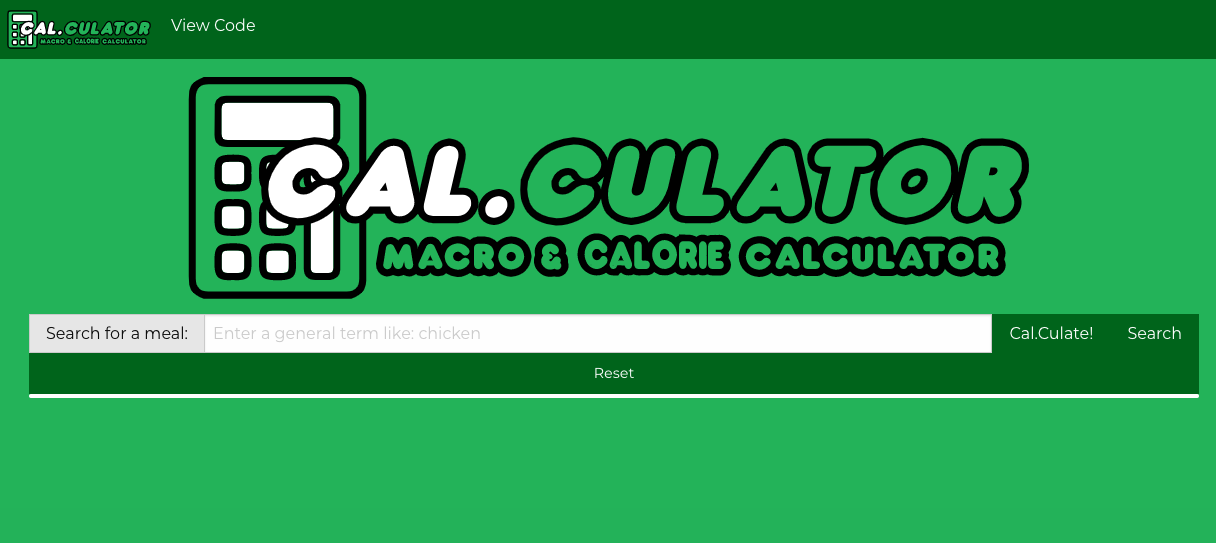 CAL.CULATOR
MACRO & CALORIE CALCULATOR
View Code
CAL.CULATOR
MACRO & CALORIE CALCULATOR
Search for a meal: Enter a general term like: chicken Cal.Culate! Search
Reset